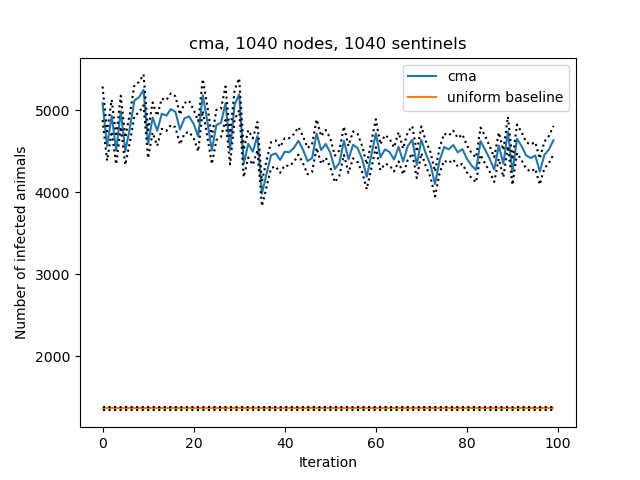 cma, 1040 nodes, 1040 sentinels
cma
uniform baseline
Number of infected animals
5000
4000
3000
2000
0 20 40 60 80 100
Iteration